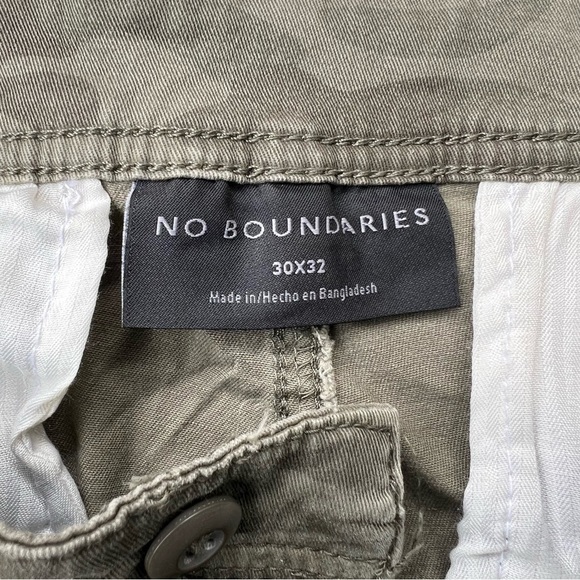 NO BOUNDARIES
30X32
Made in/Hecho en Bangladesh